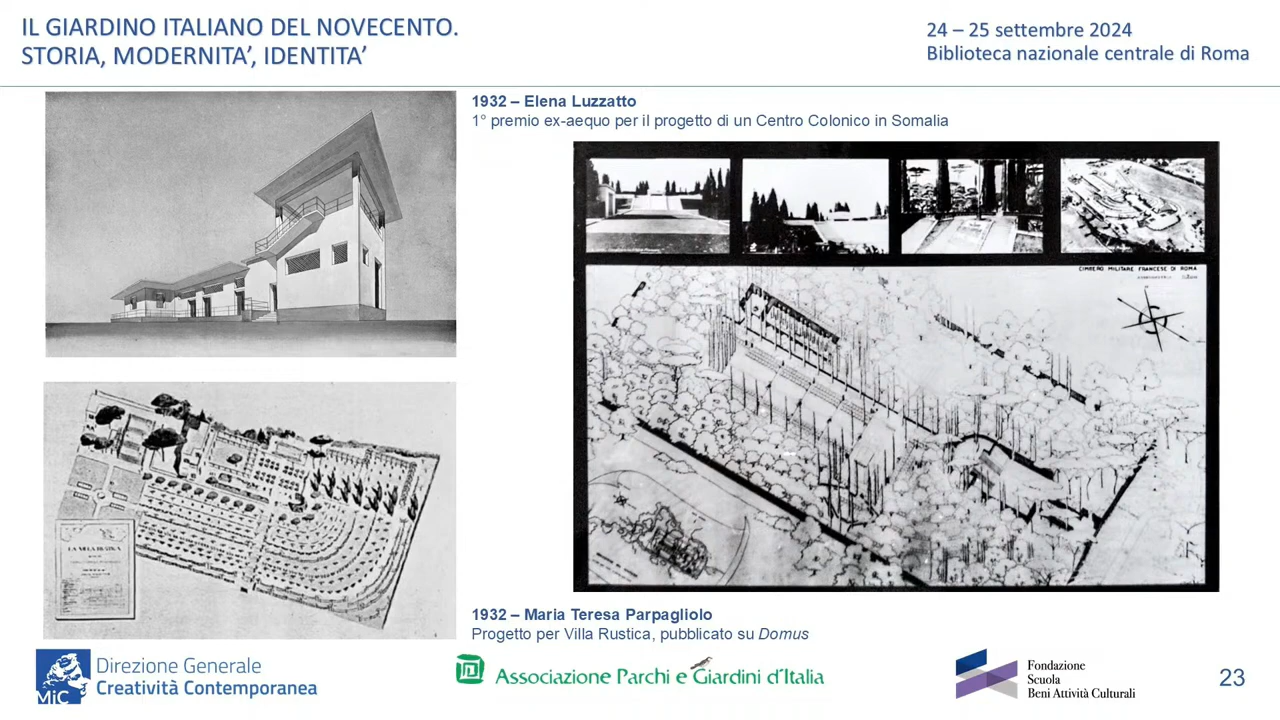 IL GIARDINO ITALIANO DEL NOVECENTO.
STORIA, MODERNITA’, IDENTITA’
24 – 25 settembre 2024
Biblioteca nazionale centrale di Roma
1932 – Elena Luzzatto
1° premio ex-aequo per il progetto di un Centro Colonico in Somalia
CIMITERO MILITARE FRANCESE DI ROMA
LA VILLA RUSTICA
1932 – Maria Teresa Parpagliolo
Progetto per Villa Rustica, pubblicato su Domus
MiC
Direzione Generale
Creatività Contemporanea
Associazione Parchi e Giardini d'Italia
Fondazione
Scuola
Beni Attività Culturali
23